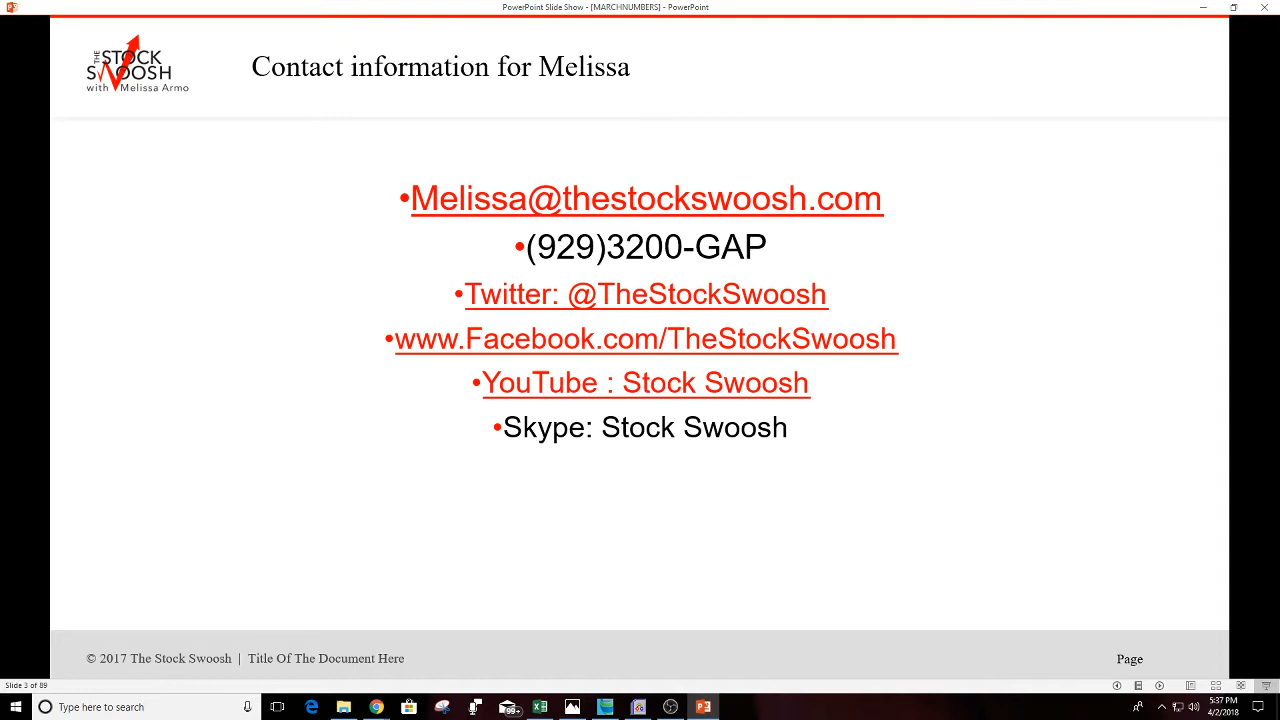 PowerPoint Slide Show - [MARCHNUMBERS] - PowerPoint
THE STOCK SWOOSH
with Melissa Armo
Contact information for Melissa
•Melissa@thestockswoosh.com
•(929)3200-GAP
•Twitter: @TheStockSwoosh
•www.Facebook.com/TheStockSwoosh
•YouTube : Stock Swoosh
•Skype: Stock Swoosh
© 2017 The Stock Swoosh | Title Of The Document Here
Page
Slide 3 of 89
Type here to search
99+
5:37 PM
4/2/2018